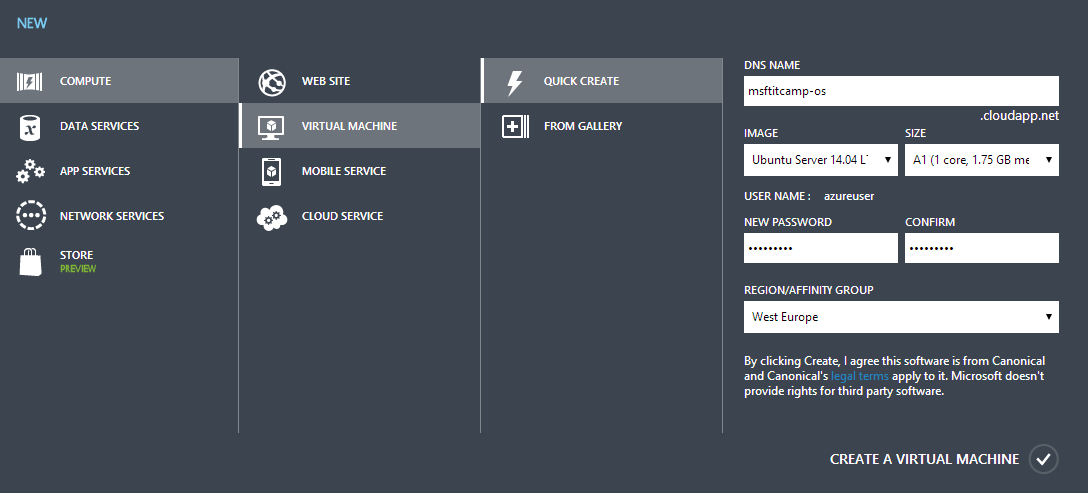 NEW
COMPUTE
DATA SERVICES
APP SERVICES
NETWORK SERVICES
STORE
PREVIEW
WEB SITE
VIRTUAL MACHINE
MOBILE SERVICE
CLOUD SERVICE
QUICK CREATE
FROM GALLERY
DNS NAME
msftitcamp-os
.cloudapp.net
IMAGE SIZE
Ubuntu Server 14.04 LT A1 (1 core, 1.75 GB me
USER NAME : azureuser
NEW PASSWORD CONFIRM
••••••••• •••••••••
REGION/AFFINITY GROUP
West Europe
By clicking Create, I agree this software is from Canonical
and Canonical's legal terms apply to it. Microsoft doesn't
provide rights for third party software.
CREATE A VIRTUAL MACHINE